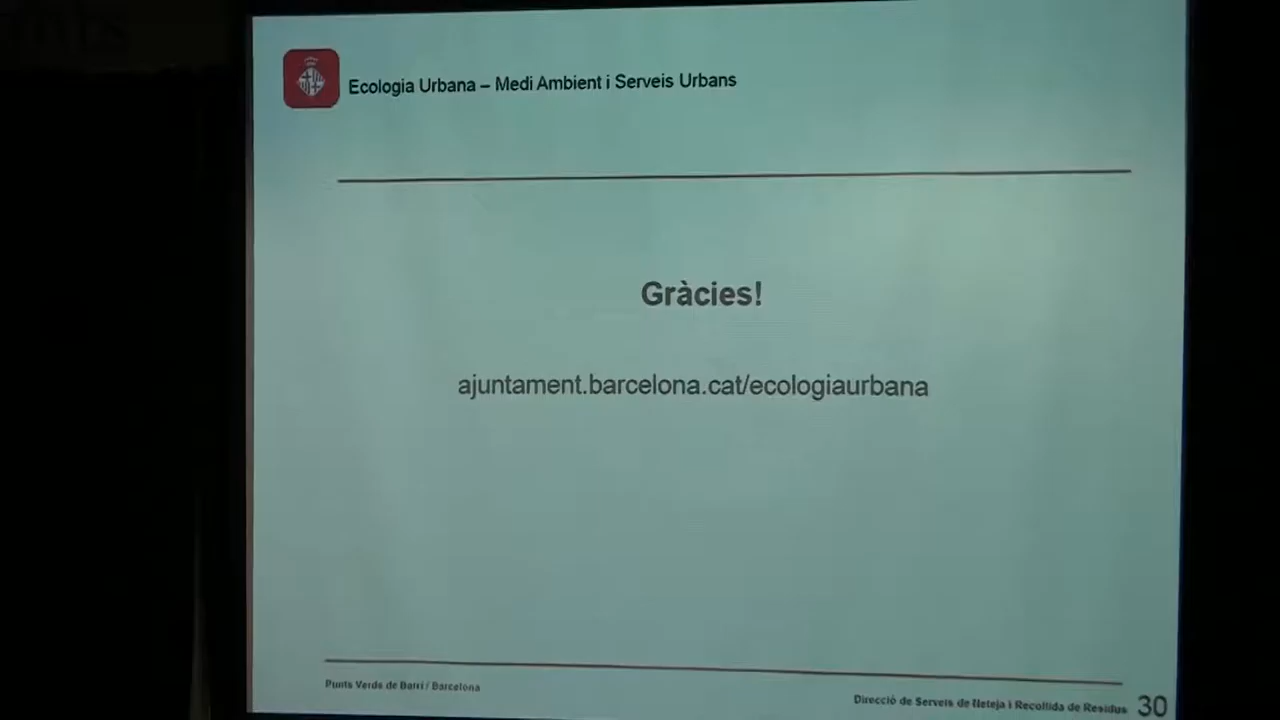 Ecologia Urbana – Medi Ambient i Serveis Urbans
Gràcies!
ajuntament.barcelona.cat/ecologiaurbana
Punts Verds de Barri / Barcelona
Direcció de Serveis de Neteja i Recollida de Residus 30